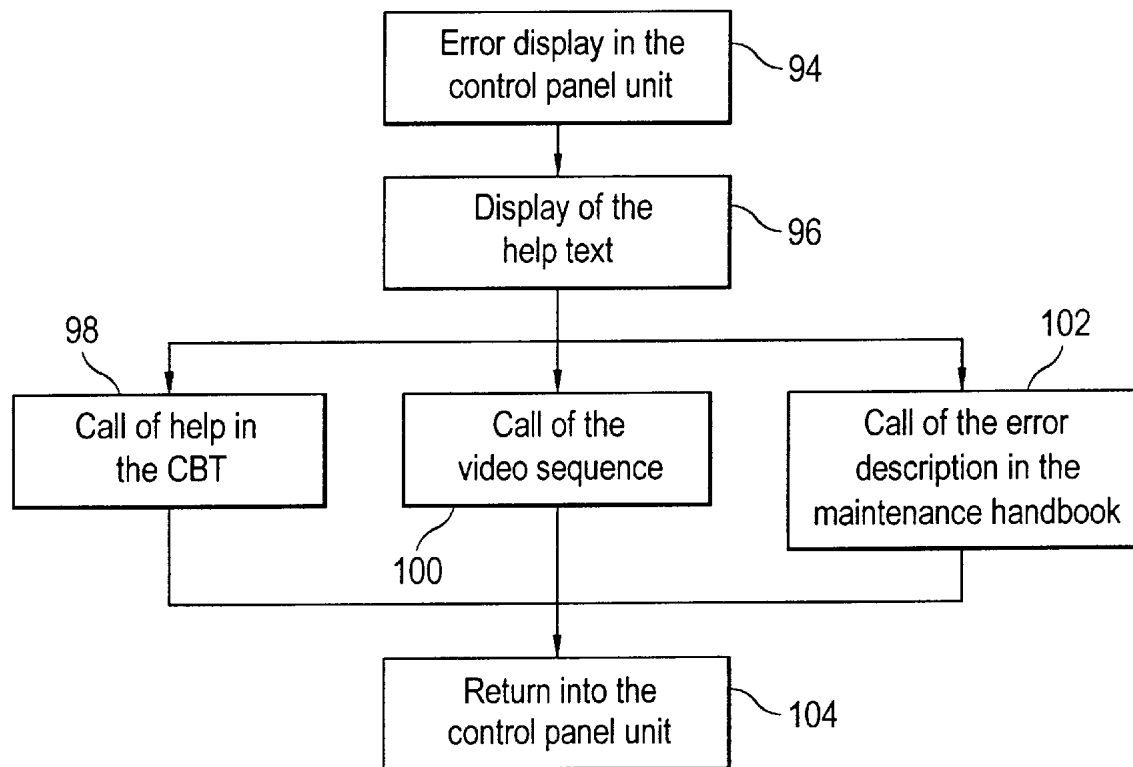 Error display in the
control panel unit
94
Display of the
help text
96
98
Call of help in
the CBT
Call of the
video sequence
100
102
Call of the error
description in the
maintenance handbook
Return into the
control panel unit
104